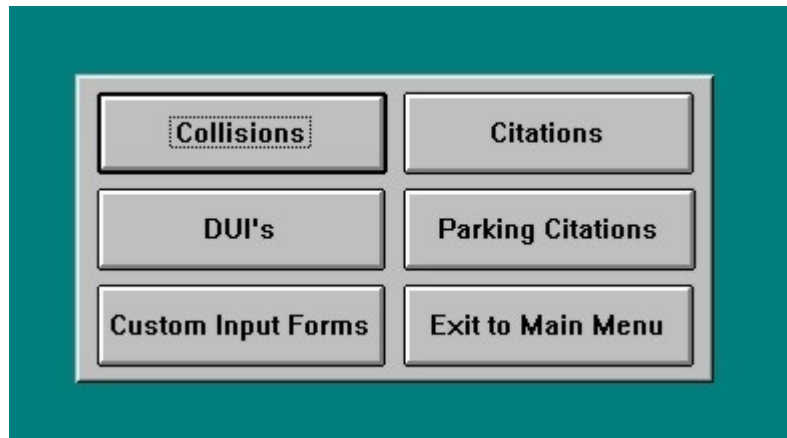 Collisions
Citations
DUI's
Parking Citations
Custom Input Forms
Exit to Main Menu